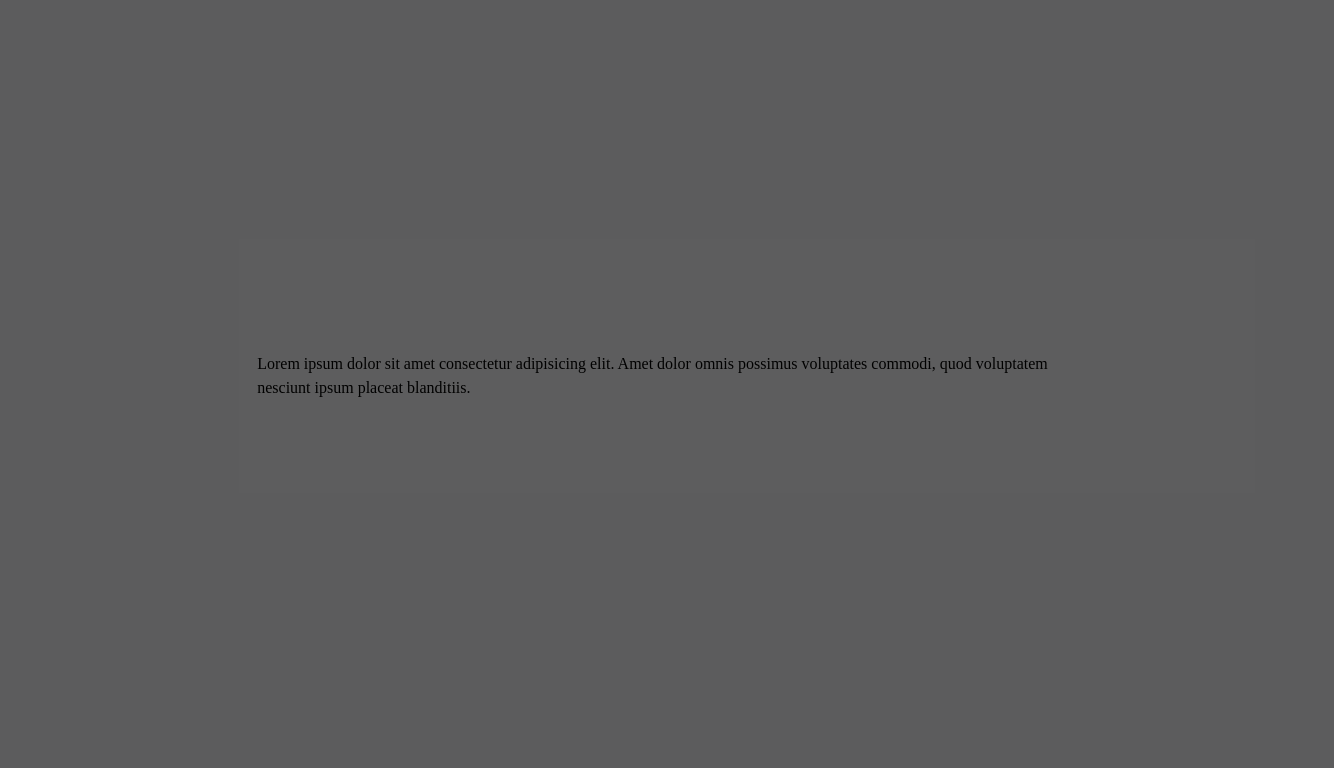 Lorem ipsum dolor sit amet consectetur adipisicing elit. Amet dolor omnis possimus voluptates commodi, quod voluptatem
nesciunt ipsum placeat blanditiis.